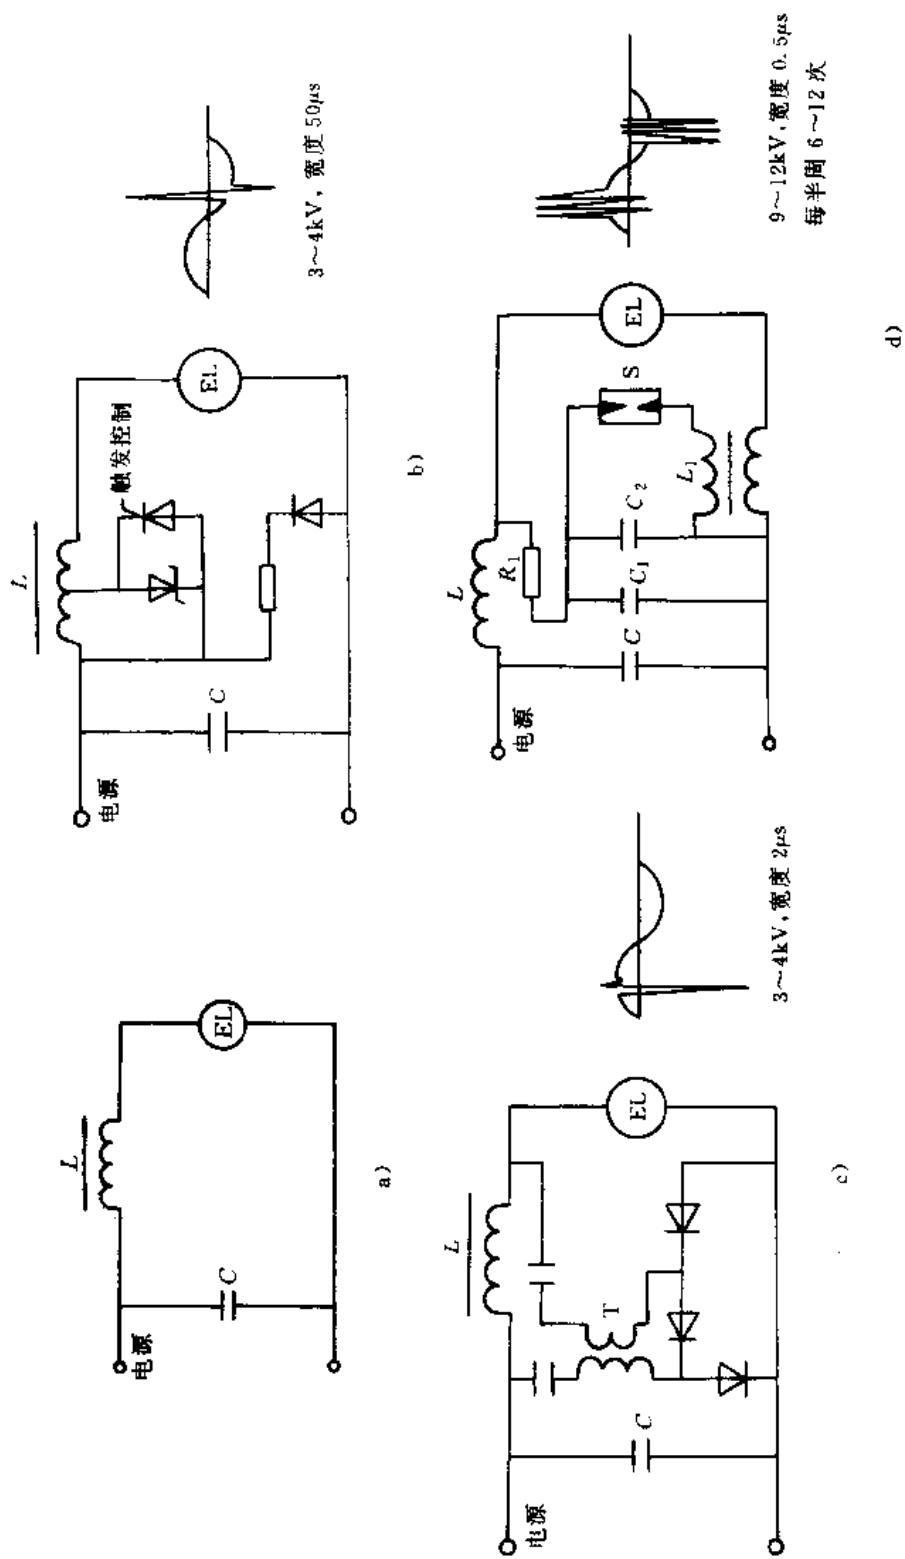 L
C
电源
EL
a)
L
触发控制
C
电源
EL
b)
3～4kV，宽度 50μs
L
T
C
电源
EL
c)
3～4kV，宽度 2μs
L
R₁
C
C₁
C₂
L₁
S
电源
EL
d)
9～12kV，宽度 0.5μs
每半周 6～12 次